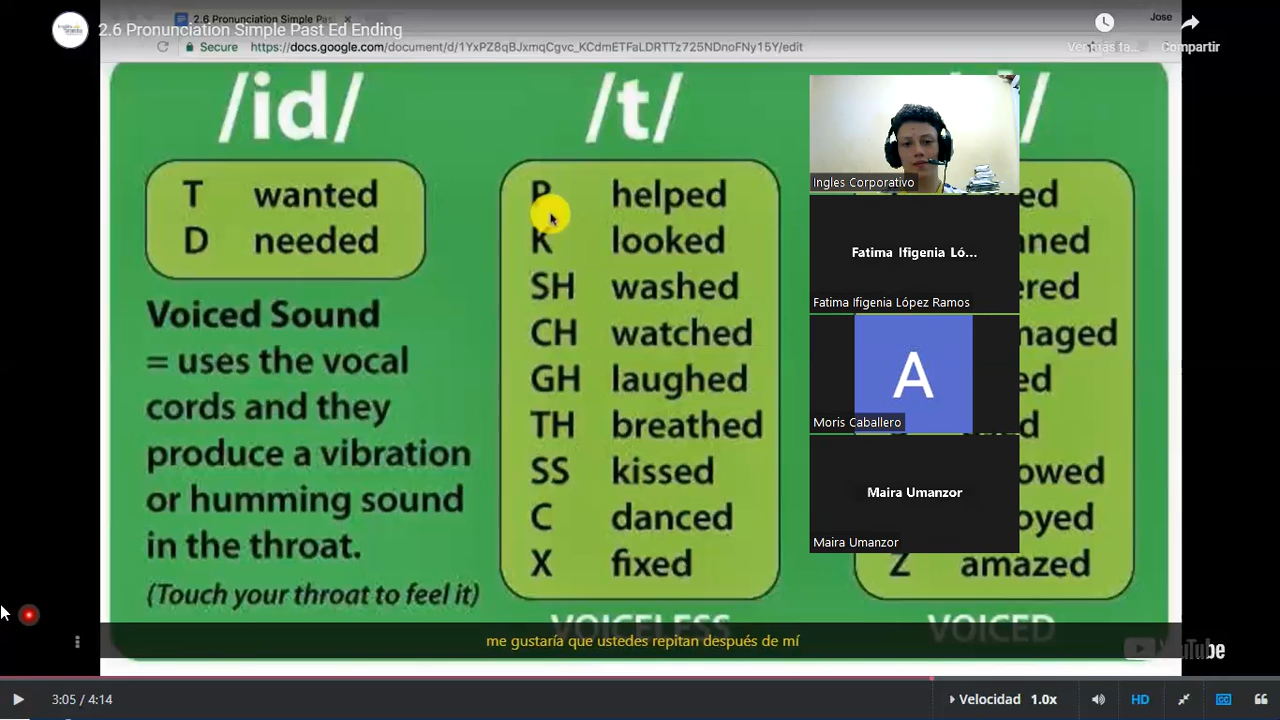 2.6 Pronunciation Simple Past Ed Ending
Jose
Secure https://docs.google.com/document/d/1YxPZ8qBJxmqCgvc_KCdmETFaLDRTTz725NDnoFNy15Y/edit
Compartir
/id/
/t/
T wanted
D needed
Voiced Sound
= uses the vocal
cords and they
produce a vibration
or humming sound
in the throat.
(Touch your throat to feel it)
P helped
K looked
SH washed
CH watched
GH laughed
TH breathed
SS kissed
C danced
X fixed
VOICELESS
Z amazed
VOICED
Ingles Corporativo
Fatima Ifigenia Ló...
Fatima Ifigenia López Ramos
A
Moris Caballero
Maira Umanzor
Maira Umanzor
me gustaría que ustedes repitan después de mí
YouTube
3:05 / 4:14
Velocidad 1.0x
HD
CC